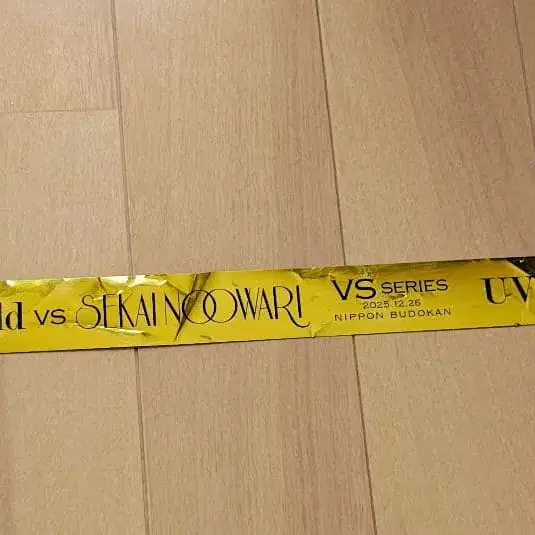 ld vs SEKAI NO OWARI
VS SERIES
2025.12.26
NIPPON BUDOKAN
UV